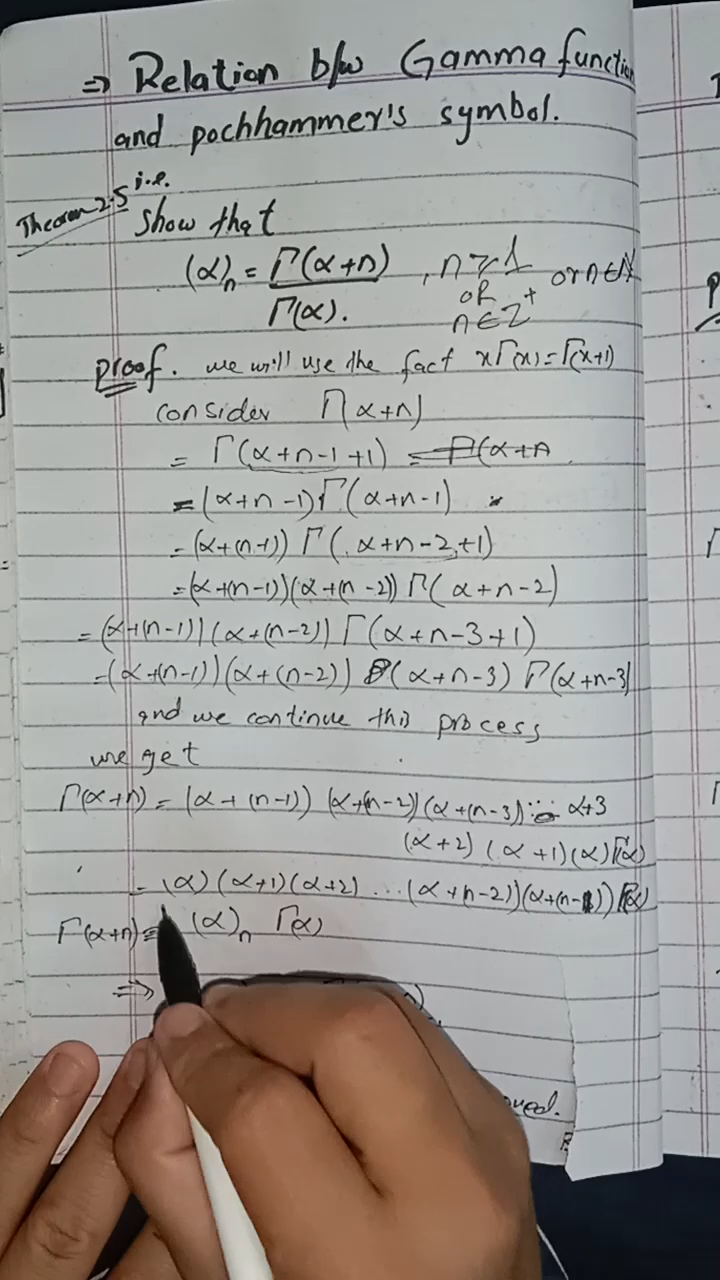 ⇒ Relation b/w Gamma function
and pochhammer's symbol.
Theorem 2.5 i.e.
show that
(α)n = Γ(α+n) / Γ(α). , n ≥ 1 or n ∈ Z⁺ or n ∈ N
proof. we will use the fact xΓ(x) = Γ(x+1)
consider Γ(α+n)
= Γ(α+n-1+1) = Γ(α+n
= (α+n-1)Γ(α+n-1)
= (α+(n-1)) Γ(α+n-2+1)
= (α+(n-1))(α+(n-2)) Γ(α+n-2)
= (α+(n-1))(α+(n-2)) Γ(α+n-3+1)
= (α+(n-1))(α+(n-2)) (α+n-3) Γ(α+n-3)
and we continue this process
we get
Γ(α+n) = (α+(n-1)) (α+(n-2)(α+(n-3) ... α+3
(α+2) (α+1)(α)Γ(α)
= (α)(α+1)(α+2) ... (α+n-2))(α+(n-1)) Γ(α)
Γ(α+n) = (α)n Γ(α)
⇒